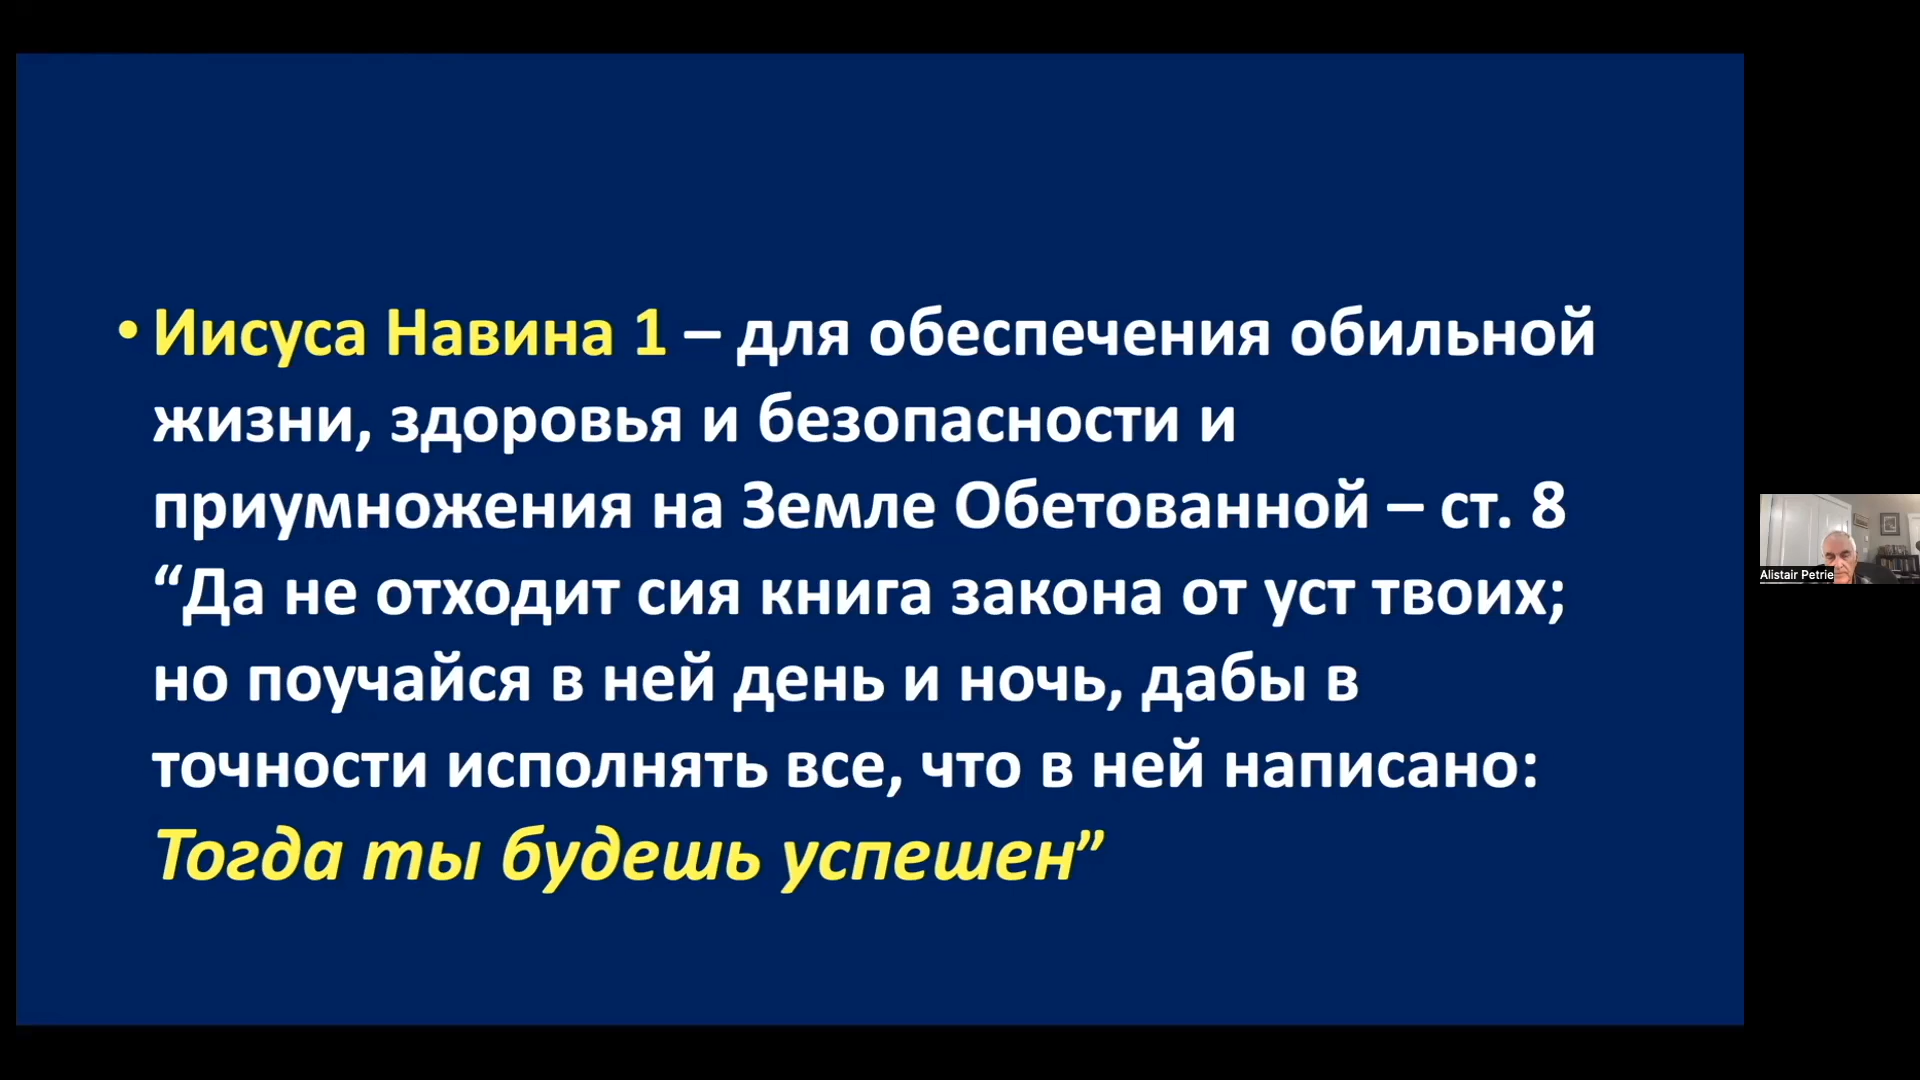 • Иисуса Навина 1 – для обеспечения обильной
жизни, здоровья и безопасности и
приумножения на Земле Обетованной – ст. 8
“Да не отходит сия книга закона от уст твоих;
но поучайся в ней день и ночь, дабы в
точности исполнять все, что в ней написано:
Тогда ты будешь успешен”
Alistair Petrie